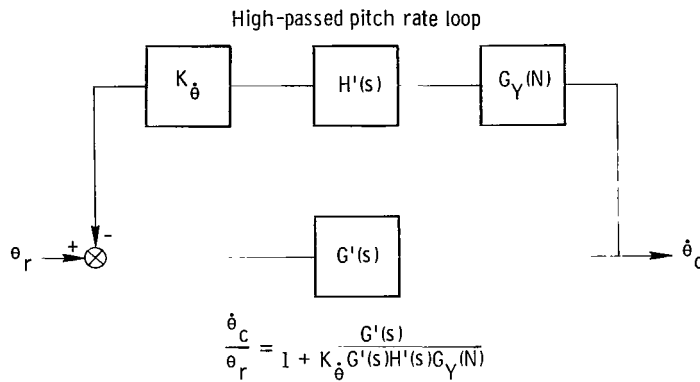 High-passed pitch rate loop
K_θ̇
H'(s)
G_Y(N)
-
+
θ_r
G'(s)
θ̇_c
θ̇_c/θ_r = G'(s)/(1 + K_θ̇ G'(s)H'(s)G_Y(N))